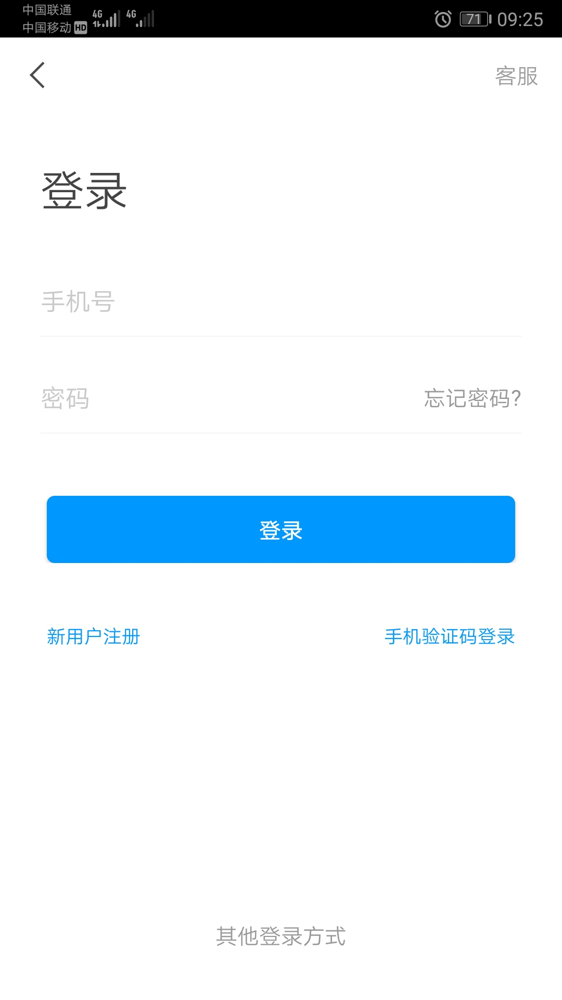 中国联通
中国移动 HD
4G 4G
71 09:25
客服
登录
手机号
密码 忘记密码?
登录
新用户注册 手机验证码登录
其他登录方式